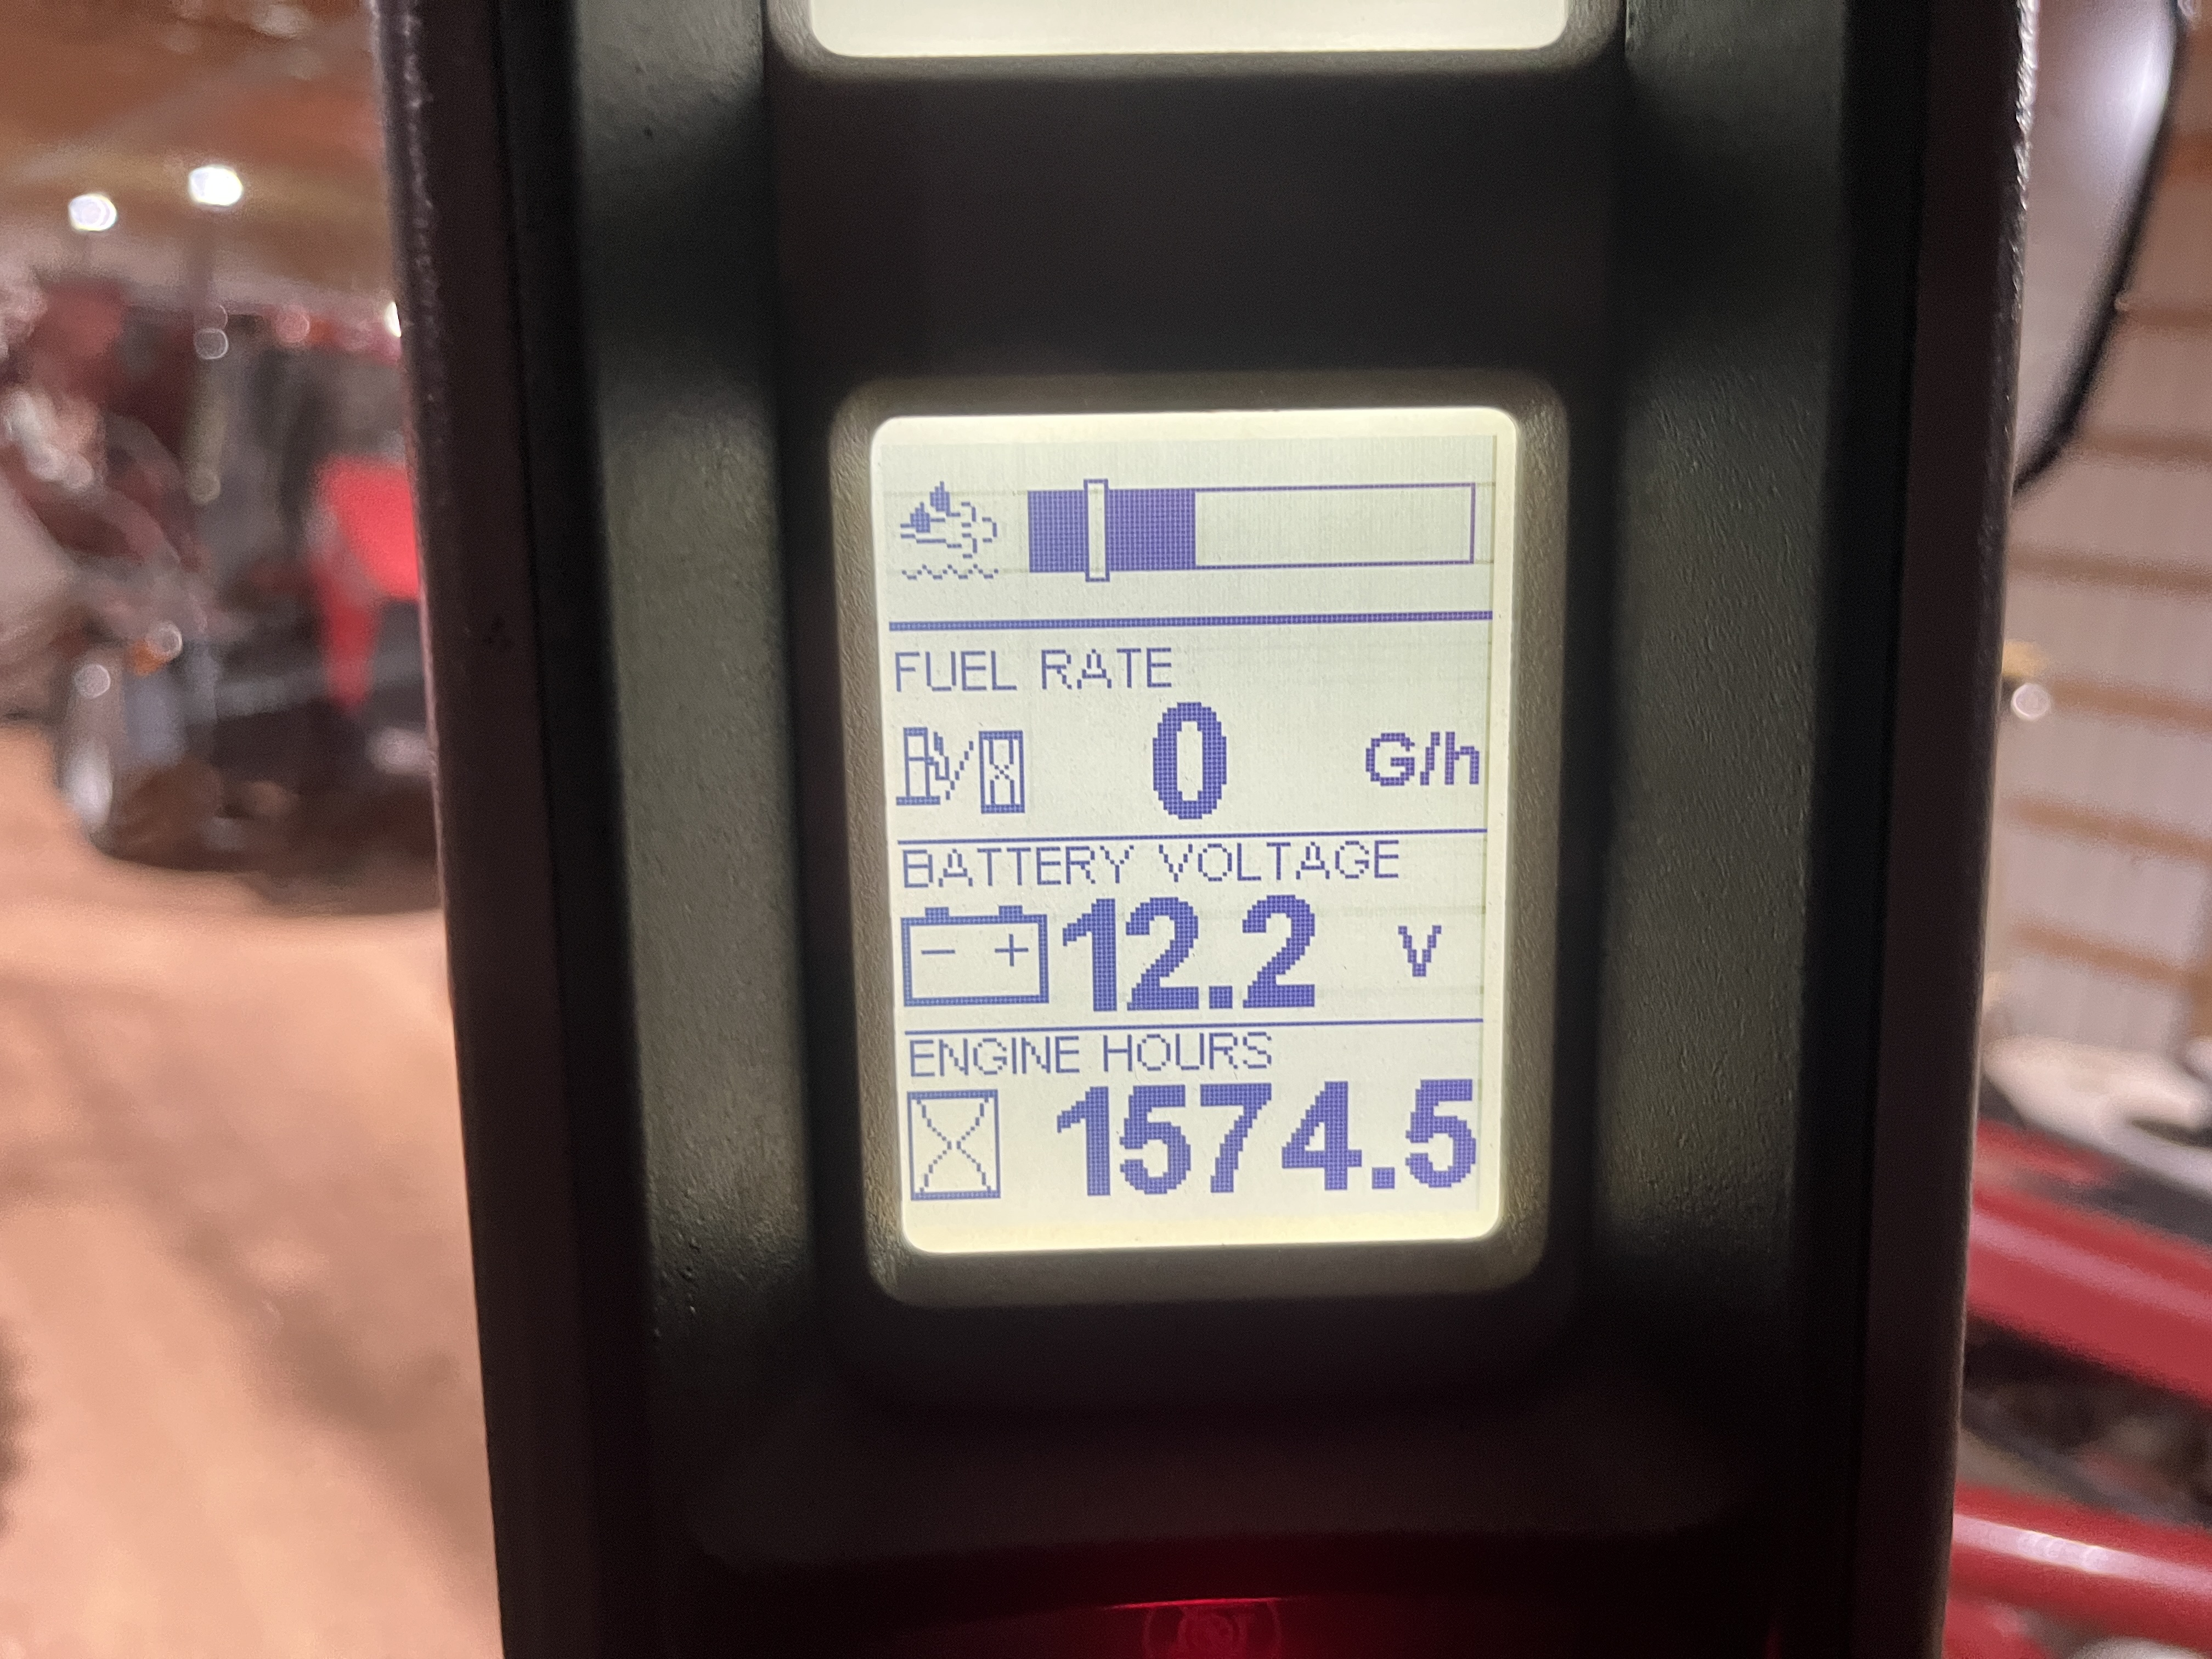 FUEL RATE
0 G/h
BATTERY VOLTAGE
- + 12.2 V
ENGINE HOURS
1574.5